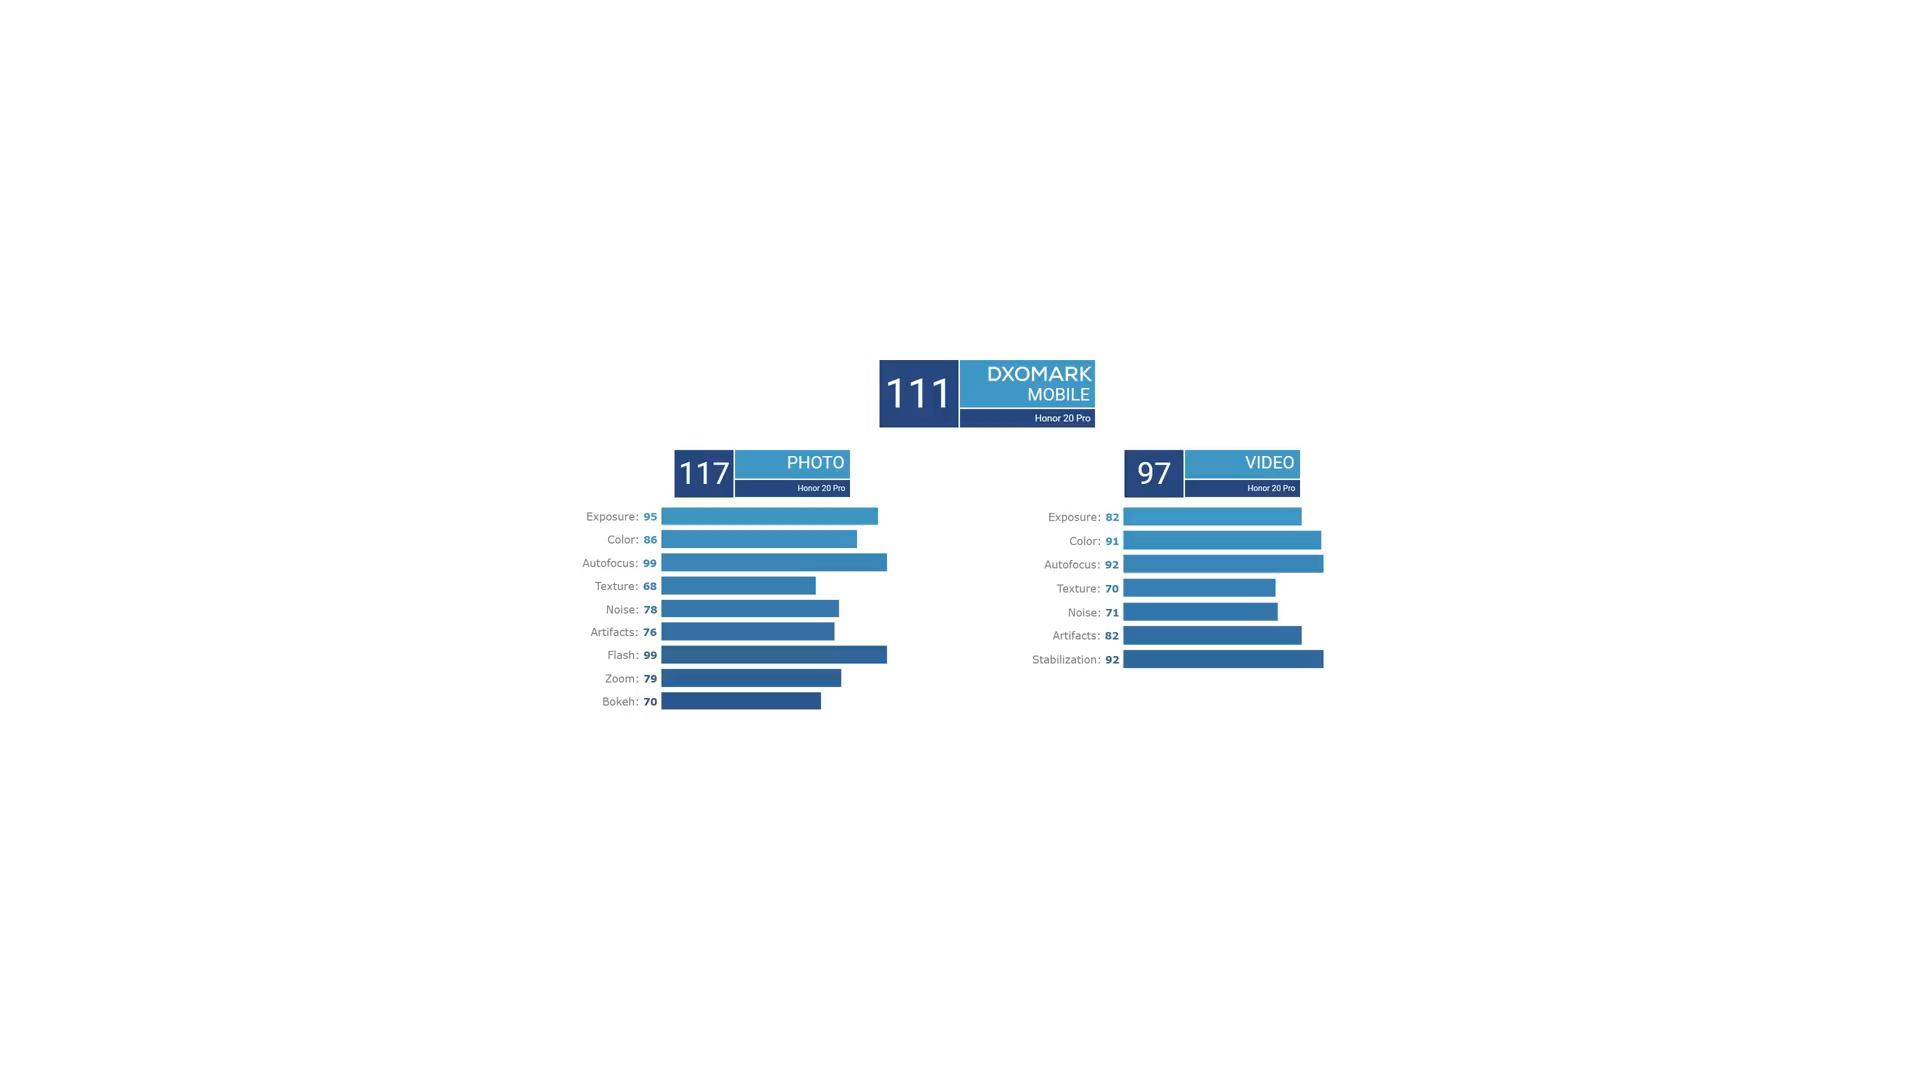 111
DXOMARK
MOBILE
Honor 20 Pro
117
PHOTO
Honor 20 Pro
Exposure: 95
Color: 86
Autofocus: 99
Texture: 68
Noise: 78
Artifacts: 76
Flash: 99
Zoom: 79
Bokeh: 70
97
VIDEO
Honor 20 Pro
Exposure: 82
Color: 91
Autofocus: 92
Texture: 70
Noise: 71
Artifacts: 82
Stabilization: 92